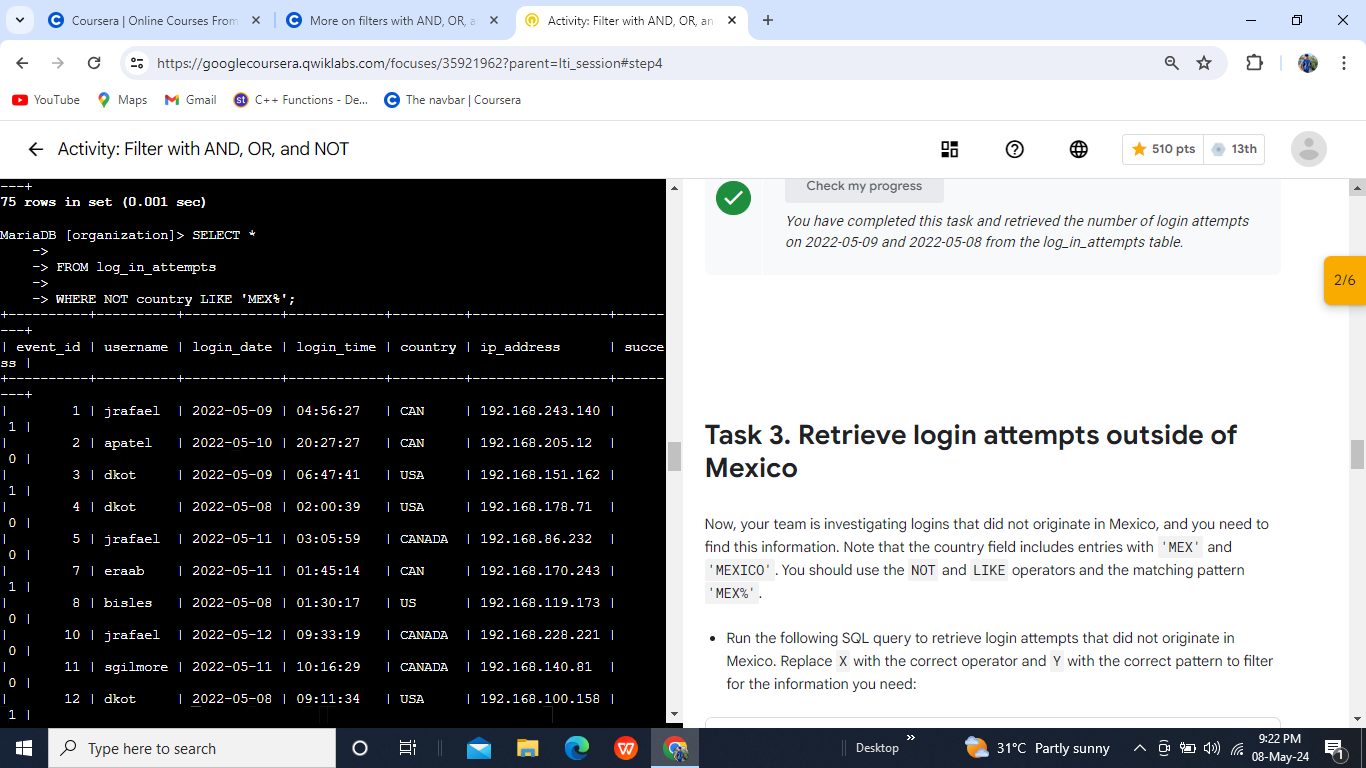 Coursera | Online Courses From
More on filters with AND, OR, a
Activity: Filter with AND, OR, an
https://googlecoursera.qwiklabs.com/focuses/35921962?parent=lti_session#step4
YouTube
Maps
Gmail
C++ Functions - De...
The navbar | Coursera
Activity: Filter with AND, OR, and NOT
510 pts
13th
---+
75 rows in set (0.001 sec)
MariaDB [organization]> SELECT *
->
-> FROM log_in_attempts
->
-> WHERE NOT country LIKE 'MEX%';
+----------+----------+------------+------------+---------+-----------------+------
---+
| event_id | username | login_date | login_time | country | ip_address      | succe
ss |
+----------+----------+------------+------------+---------+-----------------+------
---+
|        1 | jrafael  | 2022-05-09 | 04:56:27   | CAN     | 192.168.243.140 |
1 |
|        2 | apatel   | 2022-05-10 | 20:27:27   | CAN     | 192.168.205.12  |
0 |
|        3 | dkot     | 2022-05-09 | 06:47:41   | USA     | 192.168.151.162 |
1 |
|        4 | dkot     | 2022-05-08 | 02:00:39   | USA     | 192.168.178.71  |
0 |
|        5 | jrafael  | 2022-05-11 | 03:05:59   | CANADA  | 192.168.86.232  |
0 |
|        7 | eraab    | 2022-05-11 | 01:45:14   | CAN     | 192.168.170.243 |
1 |
|        8 | bisles   | 2022-05-08 | 01:30:17   | US      | 192.168.119.173 |
0 |
|       10 | jrafael  | 2022-05-12 | 09:33:19   | CANADA  | 192.168.228.221 |
0 |
|       11 | sgilmore | 2022-05-11 | 10:16:29   | CANADA  | 192.168.140.81  |
0 |
|       12 | dkot     | 2022-05-08 | 09:11:34   | USA     | 192.168.100.158 |
1 |
Check my progress
You have completed this task and retrieved the number of login attempts
on 2022-05-09 and 2022-05-08 from the log_in_attempts table.
2/6
Task 3. Retrieve login attempts outside of
Mexico
Now, your team is investigating logins that did not originate in Mexico, and you need to
find this information. Note that the country field includes entries with 'MEX' and
'MEXICO'. You should use the NOT and LIKE operators and the matching pattern
'MEX%'.
• Run the following SQL query to retrieve login attempts that did not originate in
Mexico. Replace X with the correct operator and Y with the correct pattern to filter
for the information you need:
Type here to search
Desktop
31°C Partly sunny
9:22 PM
08-May-24
1